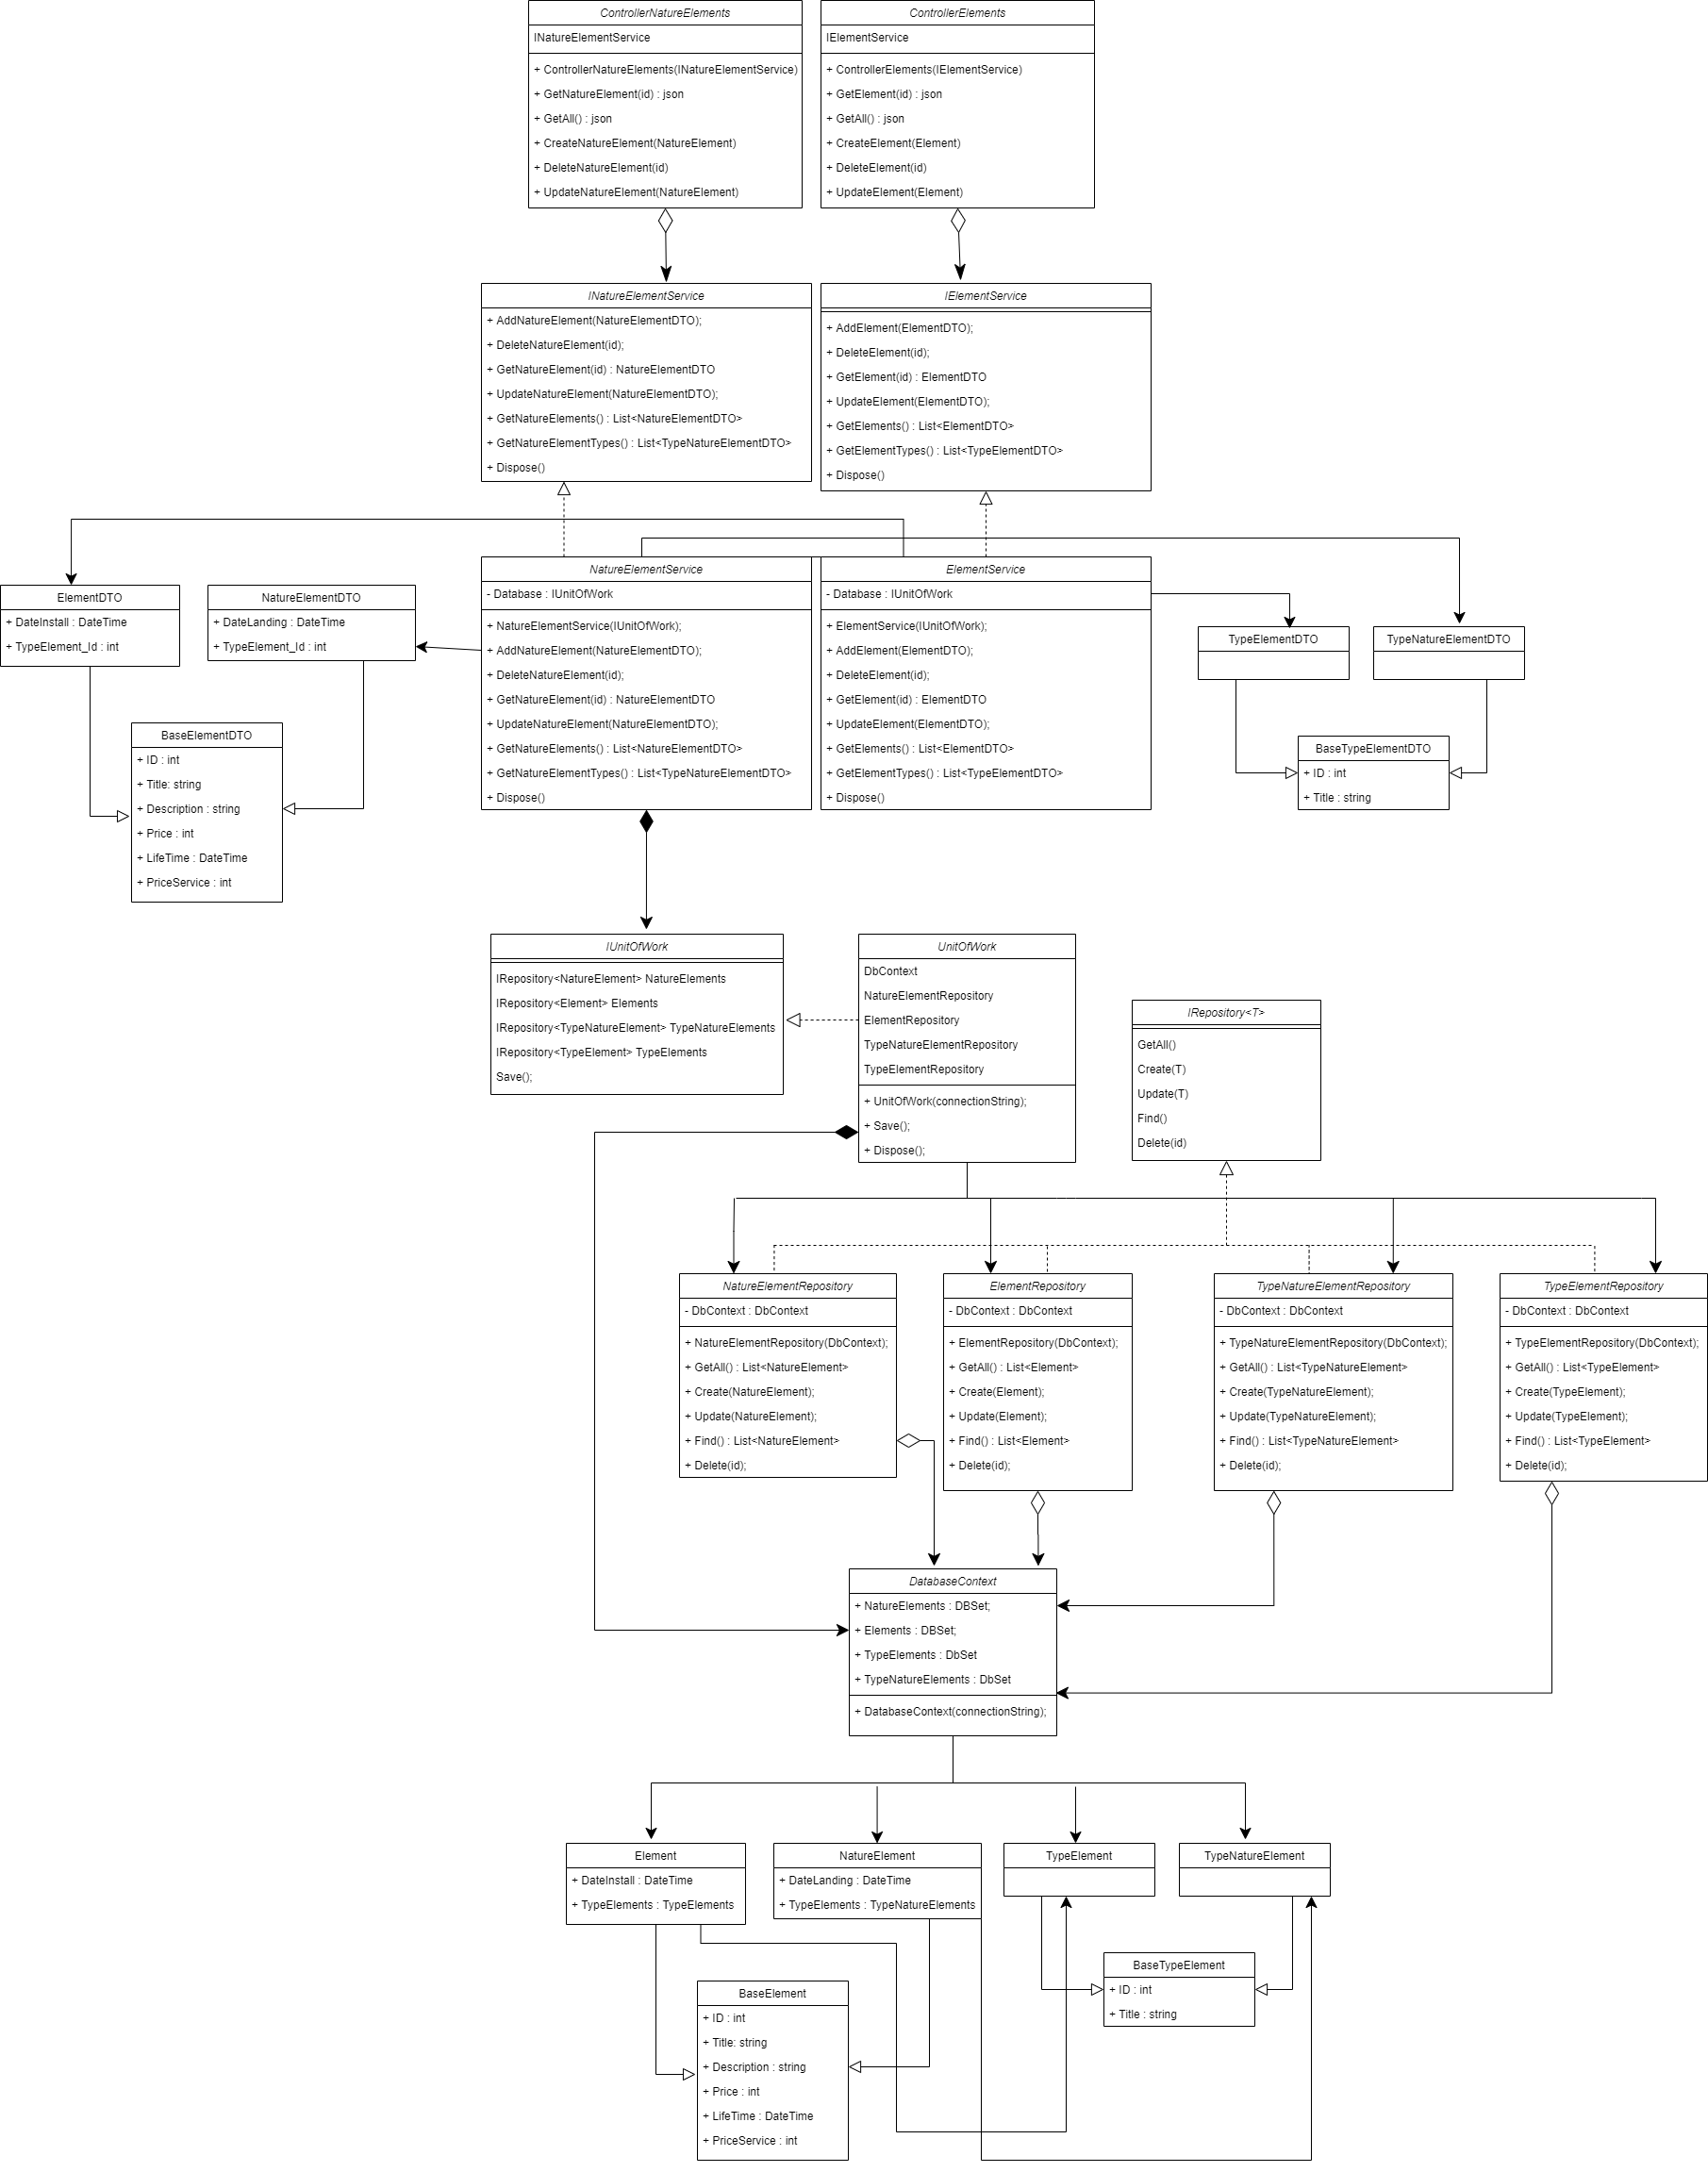 ControllerNatureElements
INatureElementService
+ ControllerNatureElements(INatureElementService)
+ GetNatureElement(id) : json
+ GetAll() : json
+ CreateNatureElement(NatureElement)
+ DeleteNatureElement(id)
+ UpdateNatureElement(NatureElement)
ControllerElements
IElementService
+ ControllerElements(IElementService)
+ GetElement(id) : json
+ GetAll() : json
+ CreateElement(Element)
+ DeleteElement(id)
+ UpdateElement(Element)
INatureElementService
+ AddNatureElement(NatureElementDTO);
+ DeleteNatureElement(id);
+ GetNatureElement(id) : NatureElementDTO
+ UpdateNatureElement(NatureElementDTO);
+ GetNatureElements() : List<NatureElementDTO>
+ GetNatureElementTypes() : List<TypeNatureElementDTO>
+ Dispose()
IElementService
+ AddElement(ElementDTO);
+ DeleteElement(id);
+ GetElement(id) : ElementDTO
+ UpdateElement(ElementDTO);
+ GetElements() : List<ElementDTO>
+ GetElementTypes() : List<TypeElementDTO>
+ Dispose()
ElementDTO
+ DateInstall : DateTime
+ TypeElement_Id : int
NatureElementDTO
+ DateLanding : DateTime
+ TypeElement_Id : int
BaseElementDTO
+ ID : int
+ Title: string
+ Description : string
+ Price : int
+ LifeTime : DateTime
+ PriceService : int
NatureElementService
- Database : IUnitOfWork
+ NatureElementService(IUnitOfWork);
+ AddNatureElement(NatureElementDTO);
+ DeleteNatureElement(id);
+ GetNatureElement(id) : NatureElementDTO
+ UpdateNatureElement(NatureElementDTO);
+ GetNatureElements() : List<NatureElementDTO>
+ GetNatureElementTypes() : List<TypeNatureElementDTO>
+ Dispose()
ElementService
- Database : IUnitOfWork
+ ElementService(IUnitOfWork);
+ AddElement(ElementDTO);
+ DeleteElement(id);
+ GetElement(id) : ElementDTO
+ UpdateElement(ElementDTO);
+ GetElements() : List<ElementDTO>
+ GetElementTypes() : List<TypeElementDTO>
+ Dispose()
TypeElementDTO
TypeNatureElementDTO
BaseTypeElementDTO
+ ID : int
+ Title : string
IUnitOfWork
IRepository<NatureElement> NatureElements
IRepository<Element> Elements
IRepository<TypeNatureElement> TypeNatureElements
IRepository<TypeElement> TypeElements
Save();
UnitOfWork
DbContext
NatureElementRepository
ElementRepository
TypeNatureElementRepository
TypeElementRepository
+ UnitOfWork(connectionString);
+ Save();
+ Dispose();
IRepository<T>
GetAll()
Create(T)
Update(T)
Find()
Delete(id)
NatureElementRepository
- DbContext : DbContext
+ NatureElementRepository(DbContext);
+ GetAll() : List<NatureElement>
+ Create(NatureElement);
+ Update(NatureElement);
+ Find() : List<NatureElement>
+ Delete(id);
ElementRepository
- DbContext : DbContext
+ ElementRepository(DbContext);
+ GetAll() : List<Element>
+ Create(Element);
+ Update(Element);
+ Find() : List<Element>
+ Delete(id);
TypeNatureElementRepository
- DbContext : DbContext
+ TypeNatureElementRepository(DbContext);
+ GetAll() : List<TypeNatureElement>
+ Create(TypeNatureElement);
+ Update(TypeNatureElement);
+ Find() : List<TypeNatureElement>
+ Delete(id);
TypeElementRepository
- DbContext : DbContext
+ TypeElementRepository(DbContext);
+ GetAll() : List<TypeElement>
+ Create(TypeElement);
+ Update(TypeElement);
+ Find() : List<TypeElement>
+ Delete(id);
DatabaseContext
+ NatureElements : DBSet;
+ Elements : DBSet;
+ TypeElements : DbSet
+ TypeNatureElements : DbSet
+ DatabaseContext(connectionString);
Element
+ DateInstall : DateTime
+ TypeElements : TypeElements
NatureElement
+ DateLanding : DateTime
+ TypeElements : TypeNatureElements
TypeElement
TypeNatureElement
BaseTypeElement
+ ID : int
+ Title : string
BaseElement
+ ID : int
+ Title: string
+ Description : string
+ Price : int
+ LifeTime : DateTime
+ PriceService : int